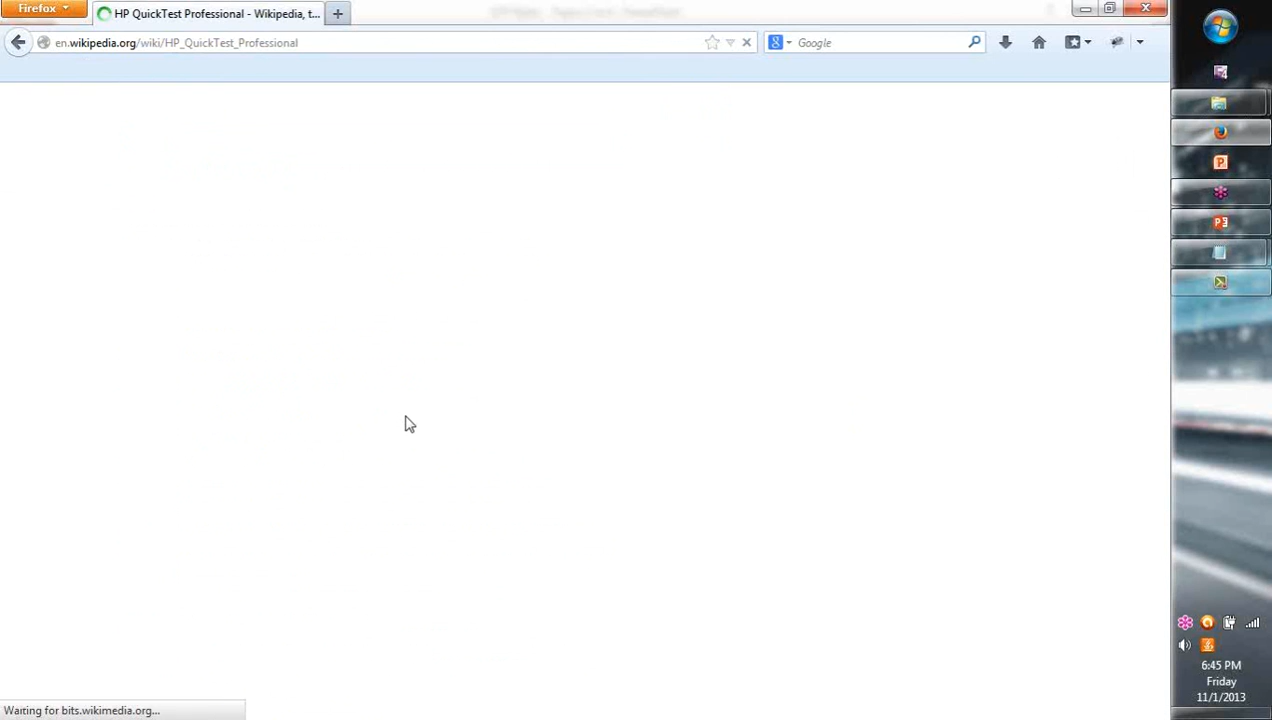 Firefox
HP QuickTest Professional - Wikipedia, t...
en.wikipedia.org/wiki/HP_QuickTest_Professional
Google
Waiting for bits.wikimedia.org...
6:45 PM
Friday
11/1/2013